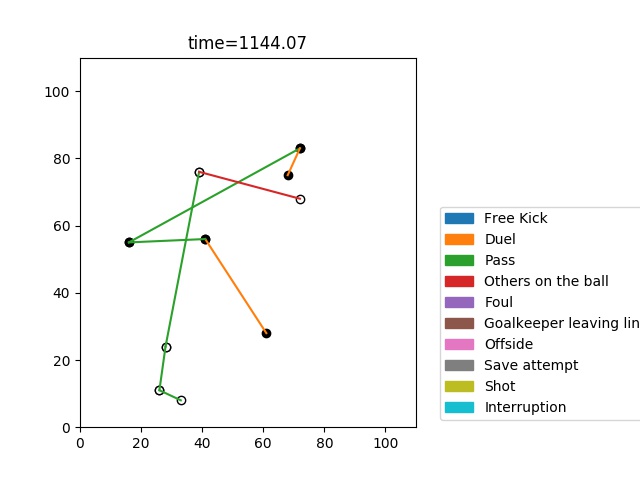 time=1144.07
100
80
60
40
20
0
0 20 40 60 80 100
Free Kick
Duel
Pass
Others on the ball
Foul
Goalkeeper leaving lin
Offside
Save attempt
Shot
Interruption